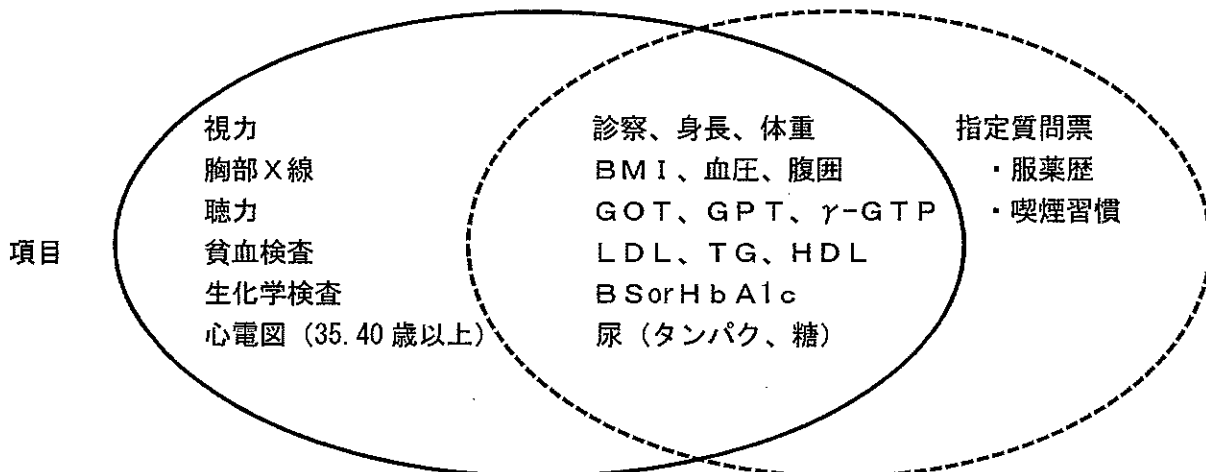 視力
胸部X線
聴力
貧血検査
生化学検査
心電図（35.40歳以上）
診察、身長、体重
BMI、血圧、腹囲
GOT、GPT、γ-GTP
LDL、TG、HDL
BSorHbA1c
尿（タンパク、糖）
指定質問票
・服薬歴
・喫煙習慣
項目